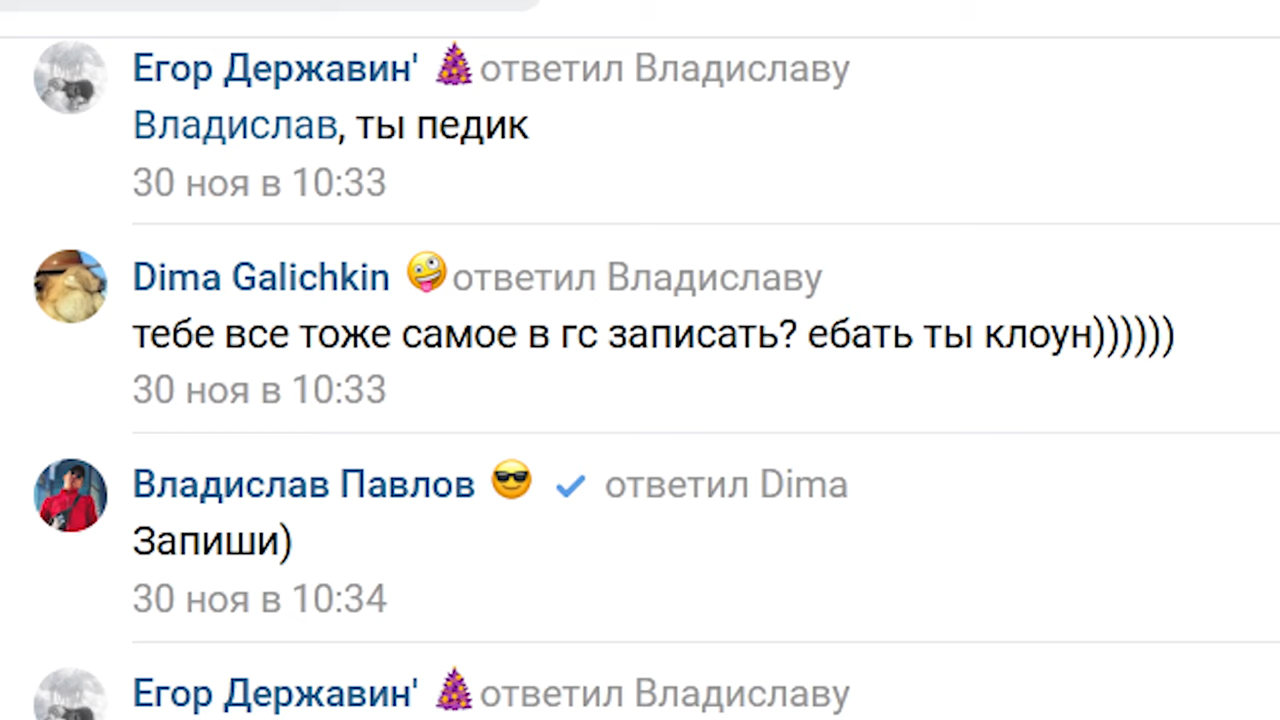 Егор Державин' ответил Владиславу
Владислав, ты педик
30 ноя в 10:33
Dima Galichkin ответил Владиславу
тебе все тоже самое в гс записать? ебать ты клоун))))))
30 ноя в 10:33
Владислав Павлов ответил Dima
Запиши)
30 ноя в 10:34
Егор Державин' ответил Владиславу